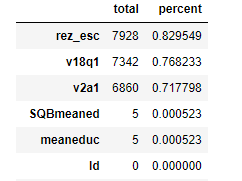 total percent
rez_esc 7928 0.829549
v18q1 7342 0.768233
v2a1 6860 0.717798
SQBmeaned 5 0.000523
meaneduc 5 0.000523
Id 0 0.000000